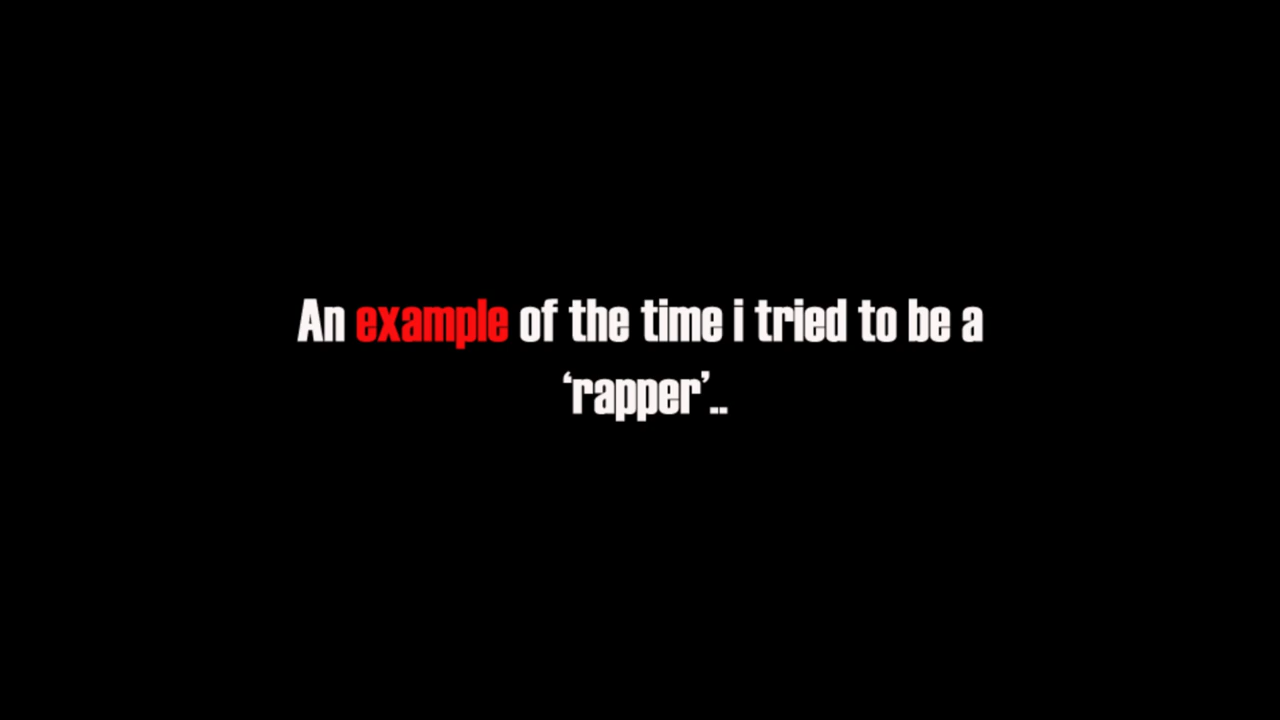 An example of the time i tried to be a
‘rapper’..